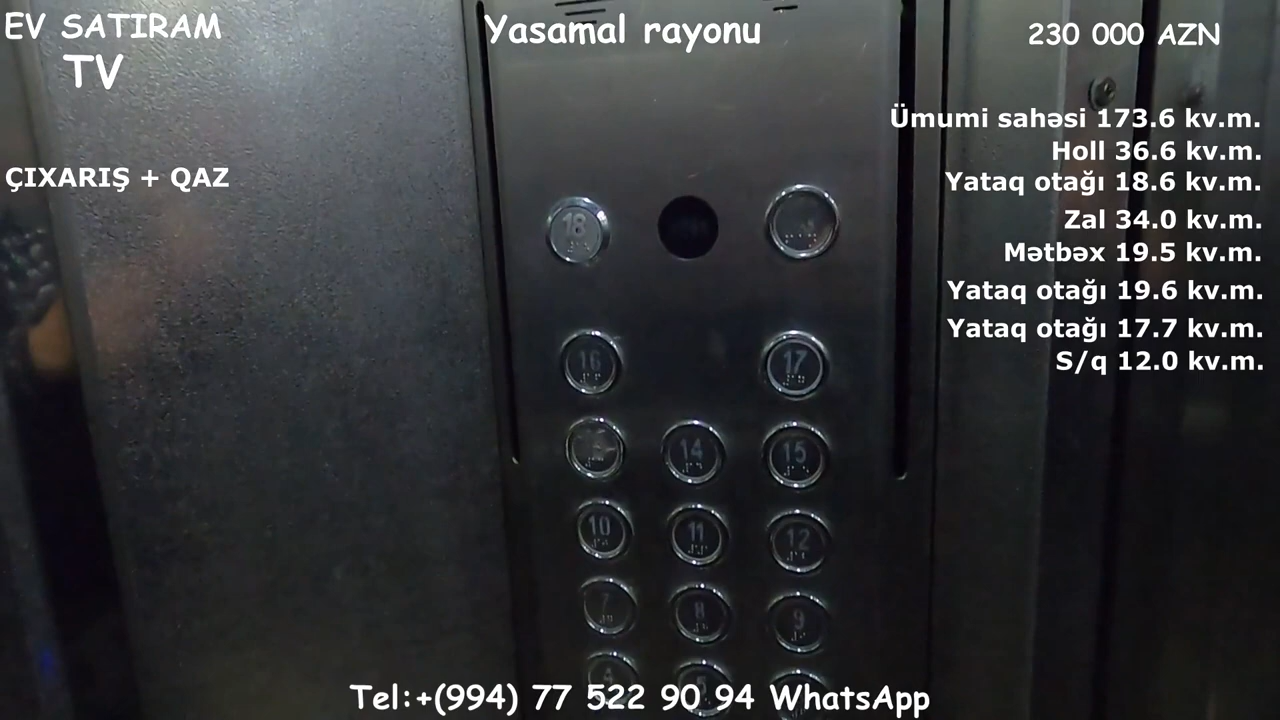 EV SATIRAM
TV
Yasamal rayonu
230 000 AZN
ÇIXARIŞ + QAZ
Ümumi sahəsi 173.6 kv.m.
Holl 36.6 kv.m.
Yataq otağı 18.6 kv.m.
Zal 34.0 kv.m.
Mətbəx 19.5 kv.m.
Yataq otağı 19.6 kv.m.
Yataq otağı 17.7 kv.m.
S/q 12.0 kv.m.
18
16 17
14 15
10 11 12
7 8 9
4 5
Tel:+(994) 77 522 90 94 WhatsApp